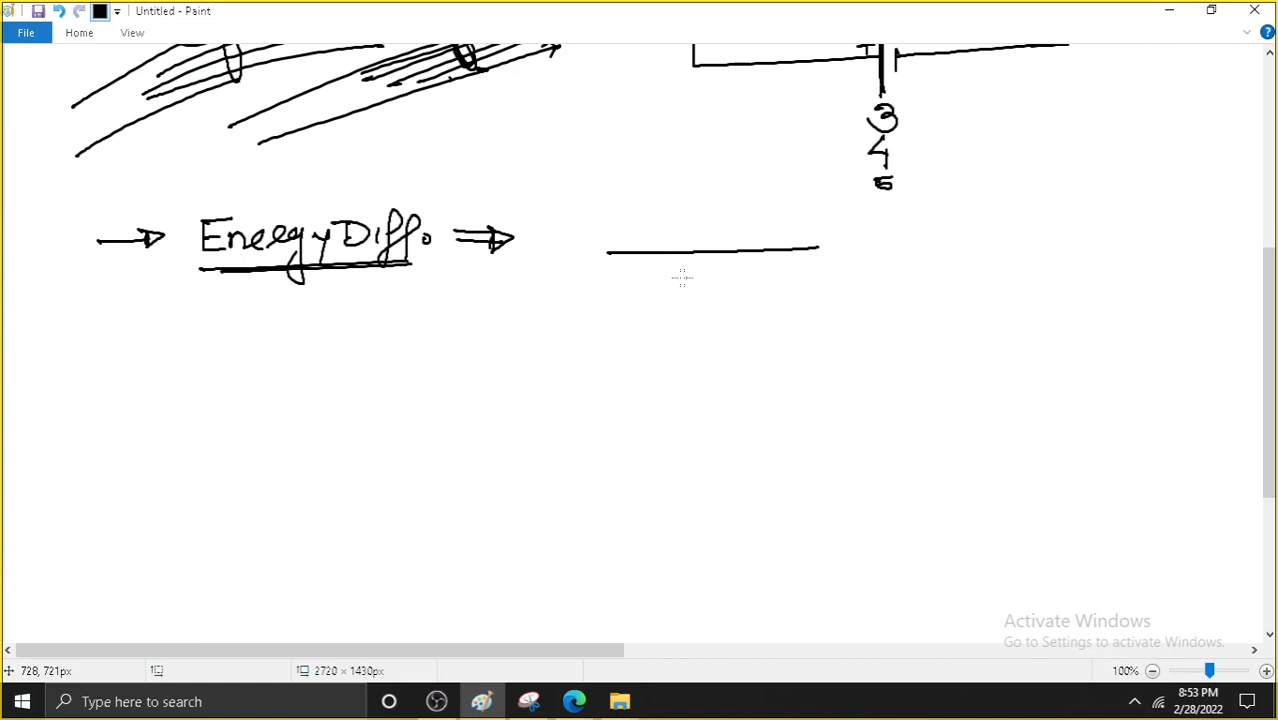 Untitled - Paint
File Home View
3
4
5
Energy Diff.
Activate Windows
Go to Settings to activate Windows.
728, 721px 2720 × 1430px 100%
Type here to search
8:53 PM
2/28/2022